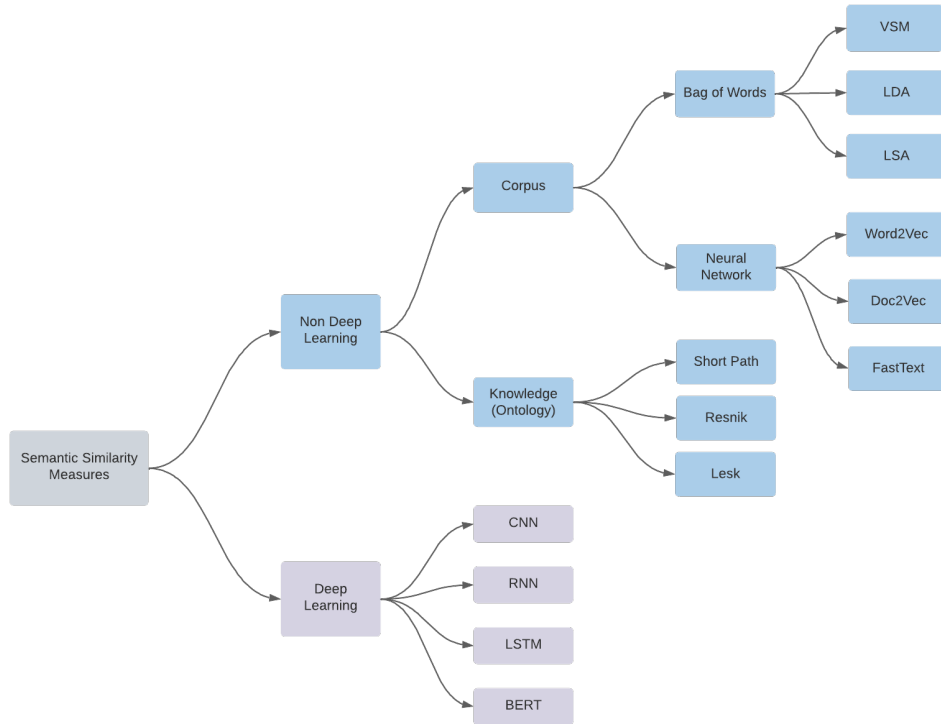 VSM
Bag of Words
LDA
LSA
Corpus
Word2Vec
Neural
Network
Doc2Vec
Non Deep
Learning
Short Path
FastText
Knowledge
(Ontology)
Resnik
Semantic Similarity
Measures
Lesk
CNN
Deep
Learning
RNN
LSTM
BERT